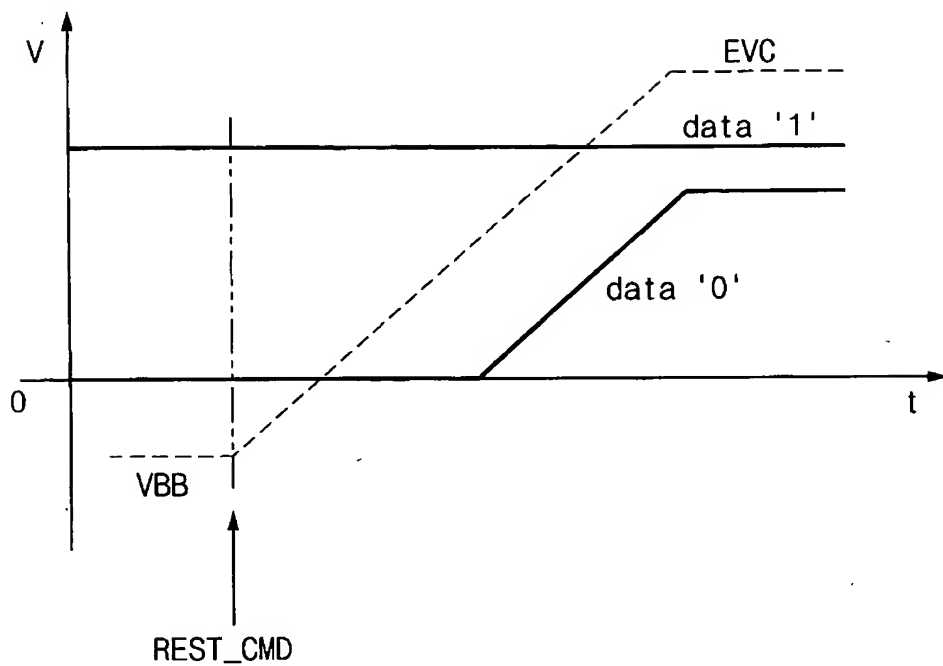 V
EVC
data '1'
data '0'
0
t
VBB
REST_CMD